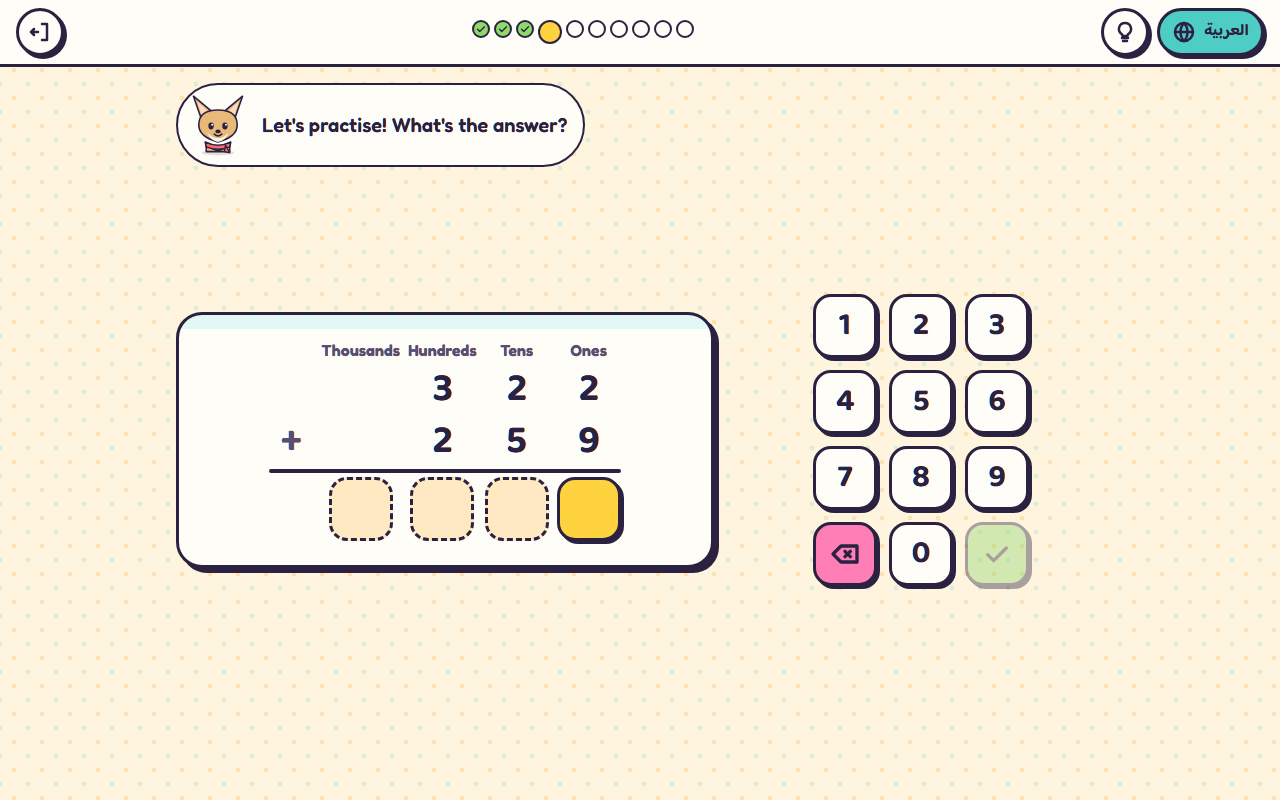 العربية
Let's practise! What's the answer?
Thousands Hundreds Tens Ones
3 2 2
+ 2 5 9
1 2 3
4 5 6
7 8 9
0